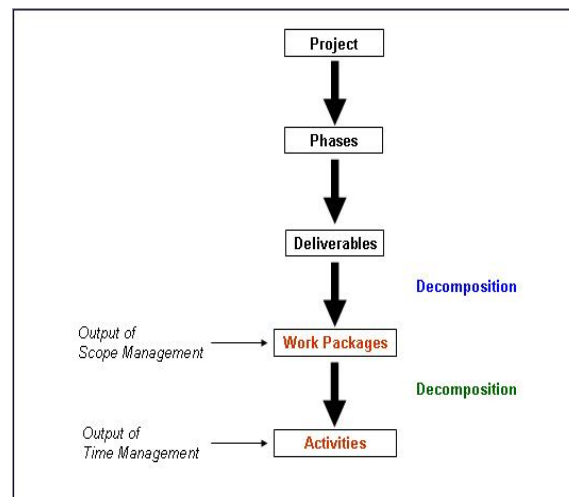 Project
Phases
Deliverables
Decomposition
Output of
Scope Management
Work Packages
Decomposition
Output of
Time Management
Activities